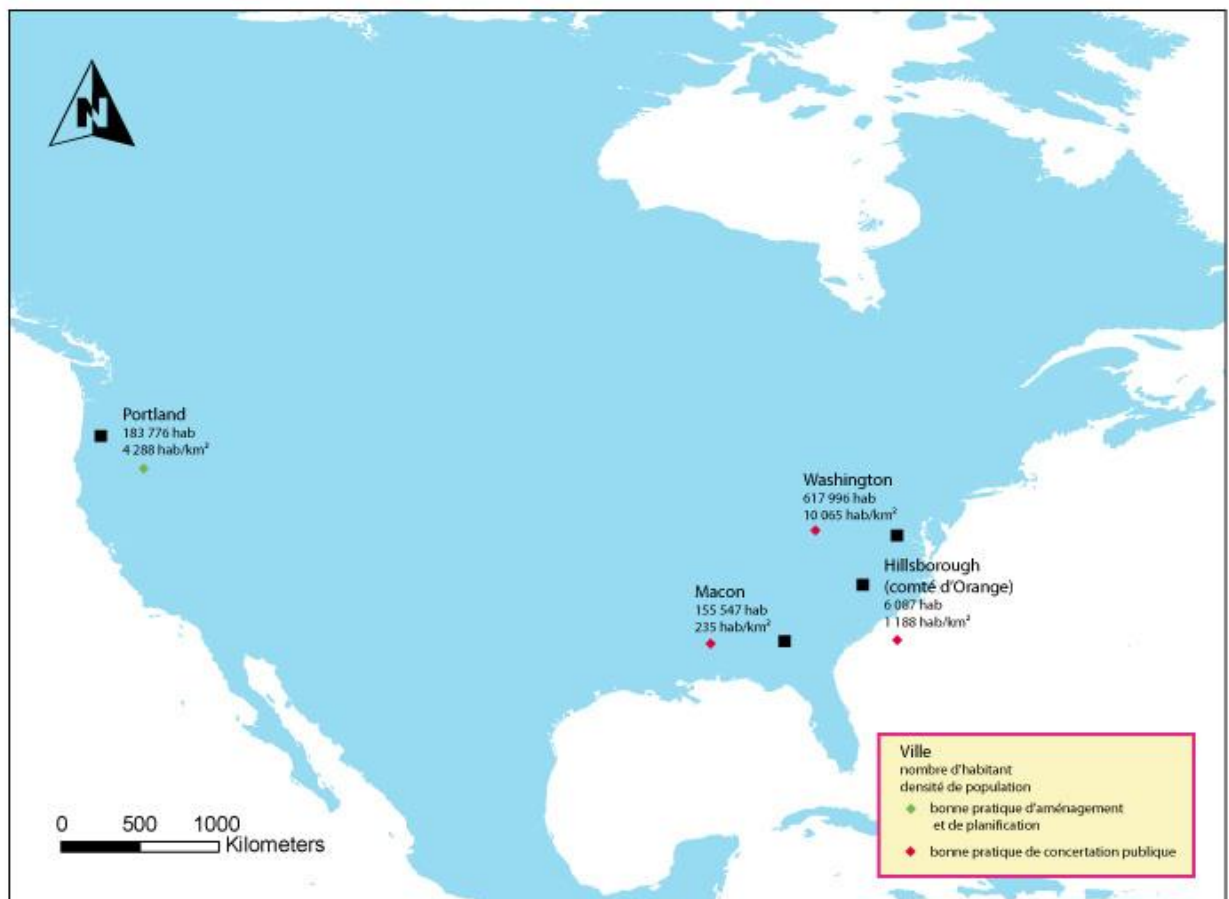 N
Portland
183 776 hab
4 288 hab/km²
Washington
617 996 hab
10 065 hab/km²
Hillsborough
(comté d'Orange)
6 087 hab
1 188 hab/km²
Macon
155 547 hab
235 hab/km²
Ville
nombre d'habitant
densité de population
bonne pratique d'aménagement
et de planification
bonne pratique de concertation publique
0 500 1000
Kilometers